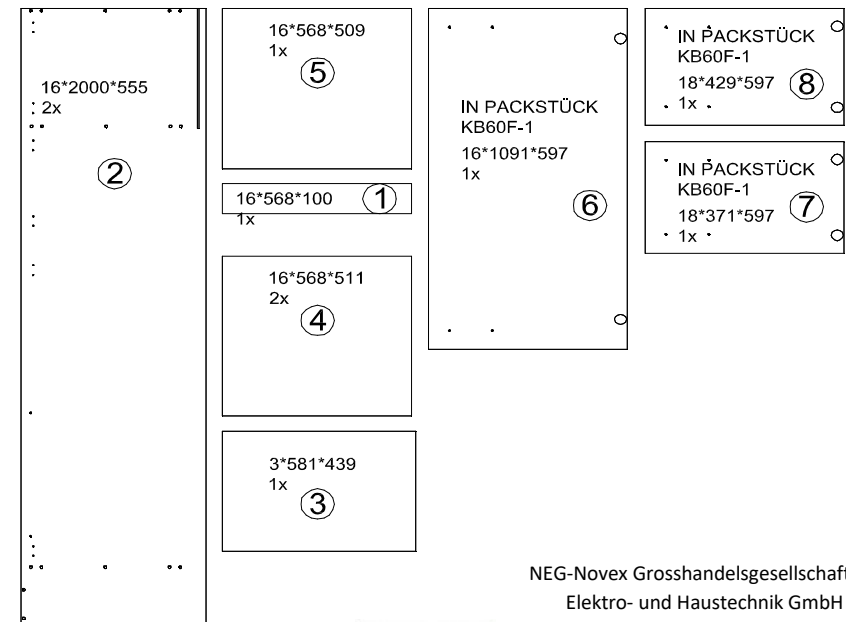 16*2000*555
2x
2
16*568*509
1x
5
16*568*100
1
1x
16*568*511
2x
4
3*581*439
1x
3
IN PACKSTÜCK
KB60F-1
16*1091*597
1x
6
IN PACKSTÜCK
KB60F-1
18*429*597
1x
8
IN PACKSTÜCK
KB60F-1
18*371*597
1x
7
NEG-Novex Grosshandelsgesellschaft
Elektro- und Haustechnik GmbH